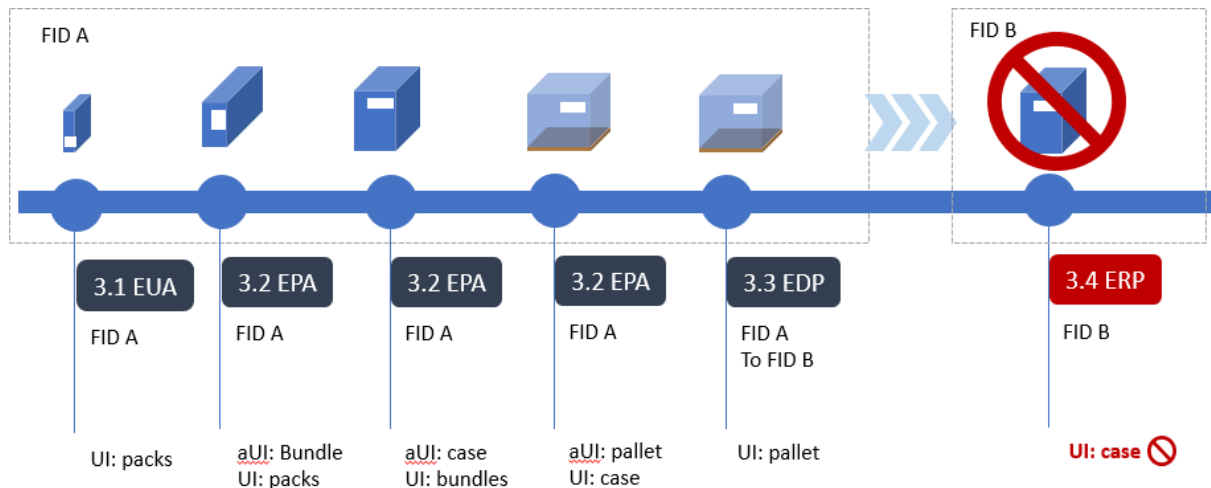 FID A
FID B
3.1 EUA
3.2 EPA
3.2 EPA
3.2 EPA
3.3 EDP
3.4 ERP
FID A
FID A
FID A
FID A
FID A
To FID B
FID B
UI: packs
aUI: Bundle
UI: packs
aUI: case
UI: bundles
aUI: pallet
UI: case
UI: pallet
UI: case